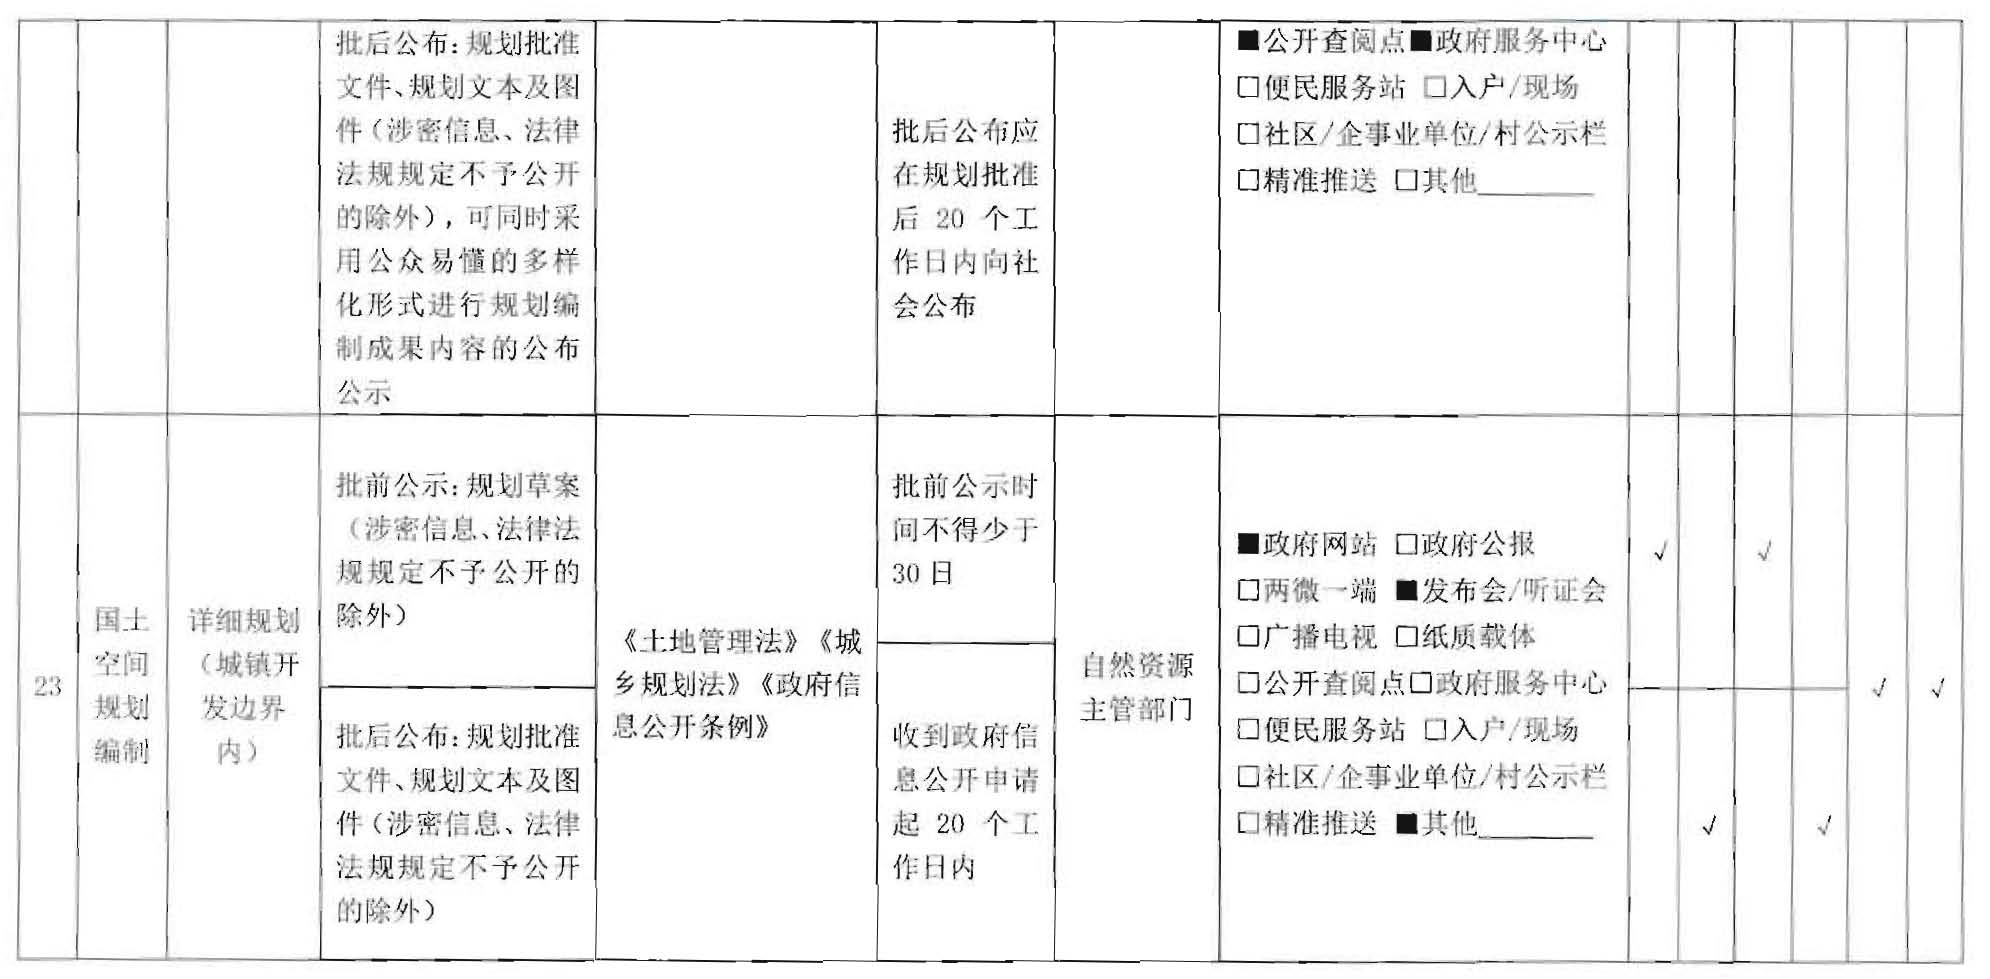 批后公布：规划批准
文件、规划文本及图
件（涉密信息、法律
法规规定不予公开
的除外），可同时采
用公众易懂的多样
化形式进行规划编
制成果内容的公布
公示
批后公布应
在规划批准
后 20 个工
作日内向社
会公布
■公开查阅点■政府服务中心
□便民服务站 □入户/现场
□社区/企事业单位/村公示栏
□精准推送 □其他________
23
国土
空间
规划
编制
详细规划
（城镇开
发边界
内）
批前公示：规划草案
（涉密信息、法律法
规规定不予公开的
除外）
批后公布：规划批准
文件、规划文本及图
件（涉密信息、法律
法规规定不予公开
的除外）
《土地管理法》《城
乡规划法》《政府信
息公开条例》
批前公示时
间不得少于
30 日
收到政府信
息公开申请
起 20 个工
作日内
自然资源
主管部门
■政府网站 □政府公报
□两微一端 ■发布会/听证会
□广播电视 □纸质载体
□公开查阅点□政府服务中心
□便民服务站 □入户/现场
□社区/企事业单位/村公示栏
□精准推送 ■其他________
√ √
√ √
√ √